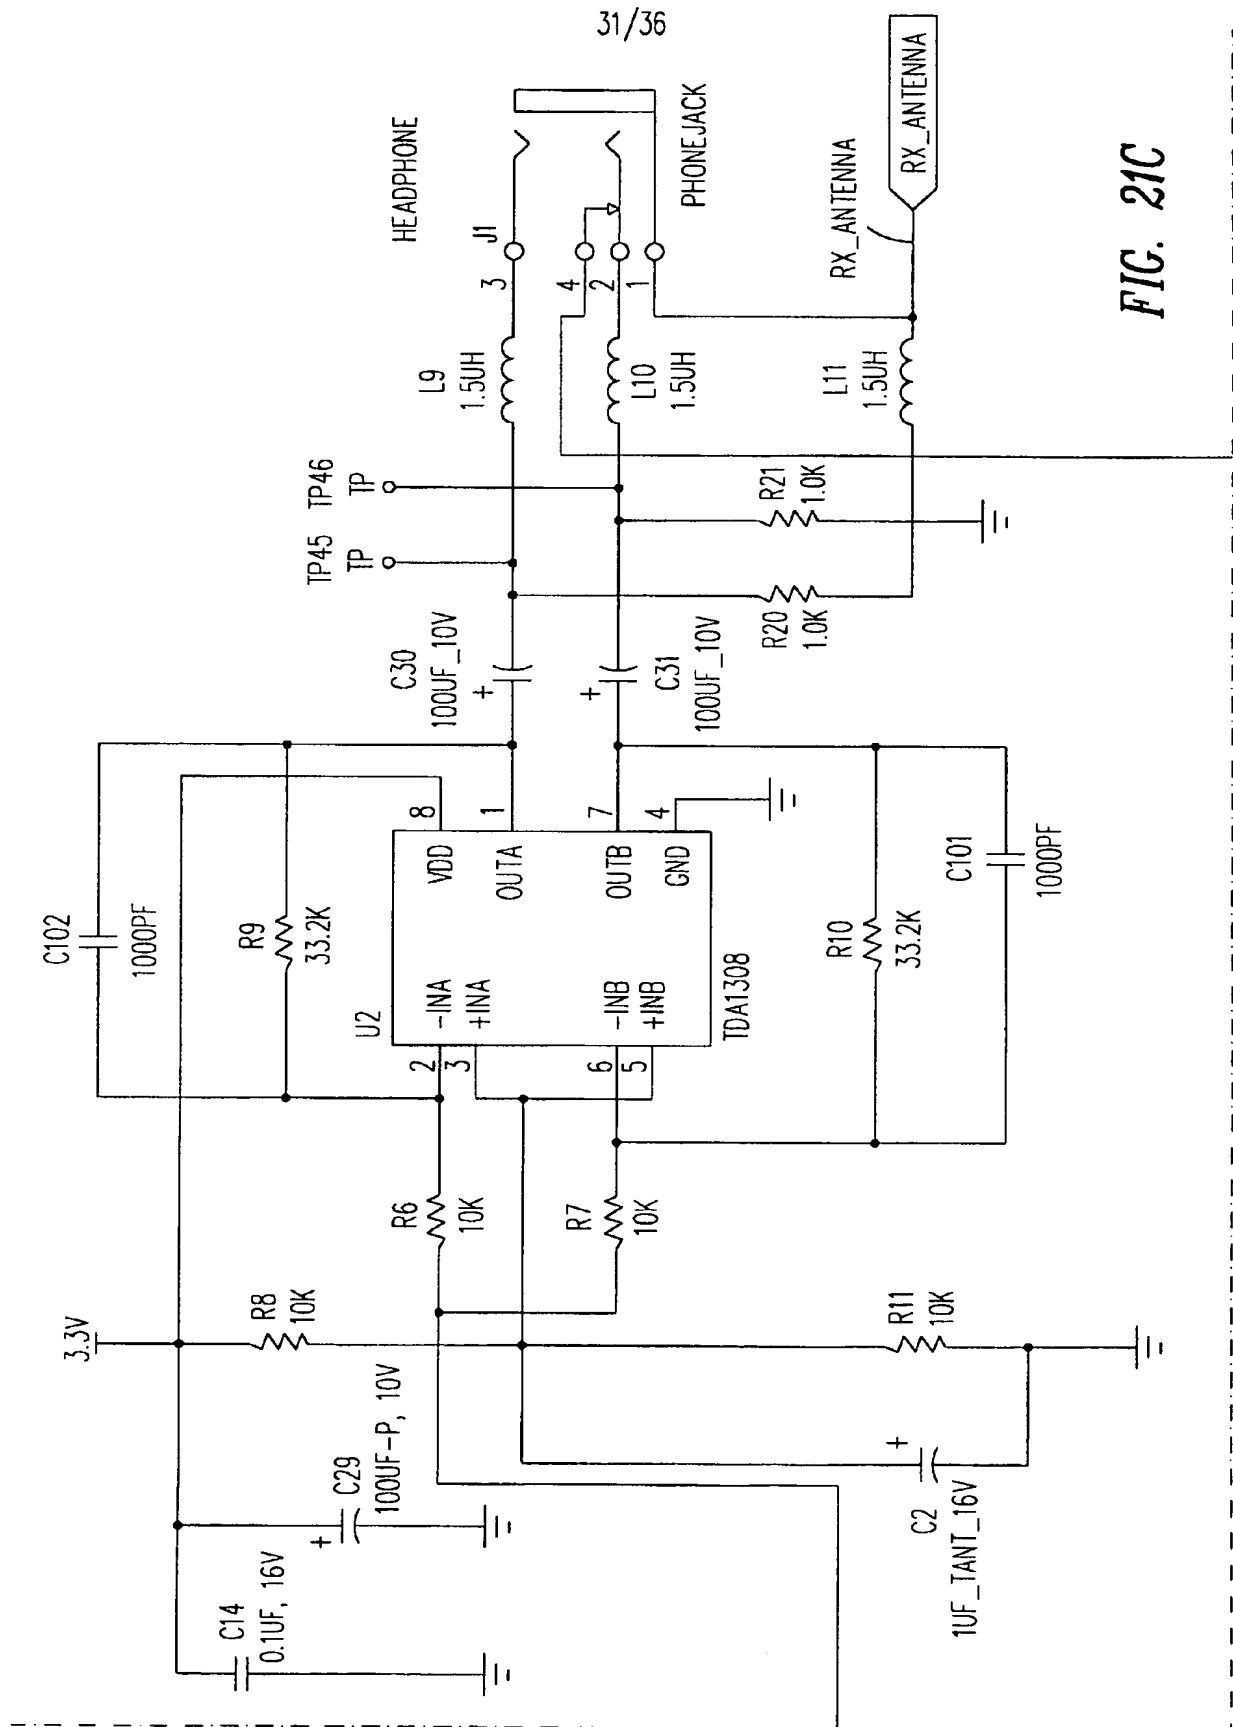 31/36
HEADPHONE
J1
3
4
2
1
PHONEJACK
RX_ANTENNA
RX_ANTENNA
FIG. 21C
L9
1.5UH
L10
1.5UH
L11
1.5UH
TP46
TP
TP45
TP
R21
1.0K
R20
1.0K
C30
100UF_10V
+
+
C31
100UF_10V
C102
1000PF
R9
33.2K
8
1
7
4
VDD
OUTA
OUTB
GND
U2
-INA
+INA
-INB
+INB
TDA1308
2
3
6
5
R10
33.2K
C101
1000PF
R6
10K
R7
10K
3.3V
R8
10K
R11
10K
C29
100UF-P, 10V
+
C14
0.1UF, 16V
+
C2
1UF_TANT_16V